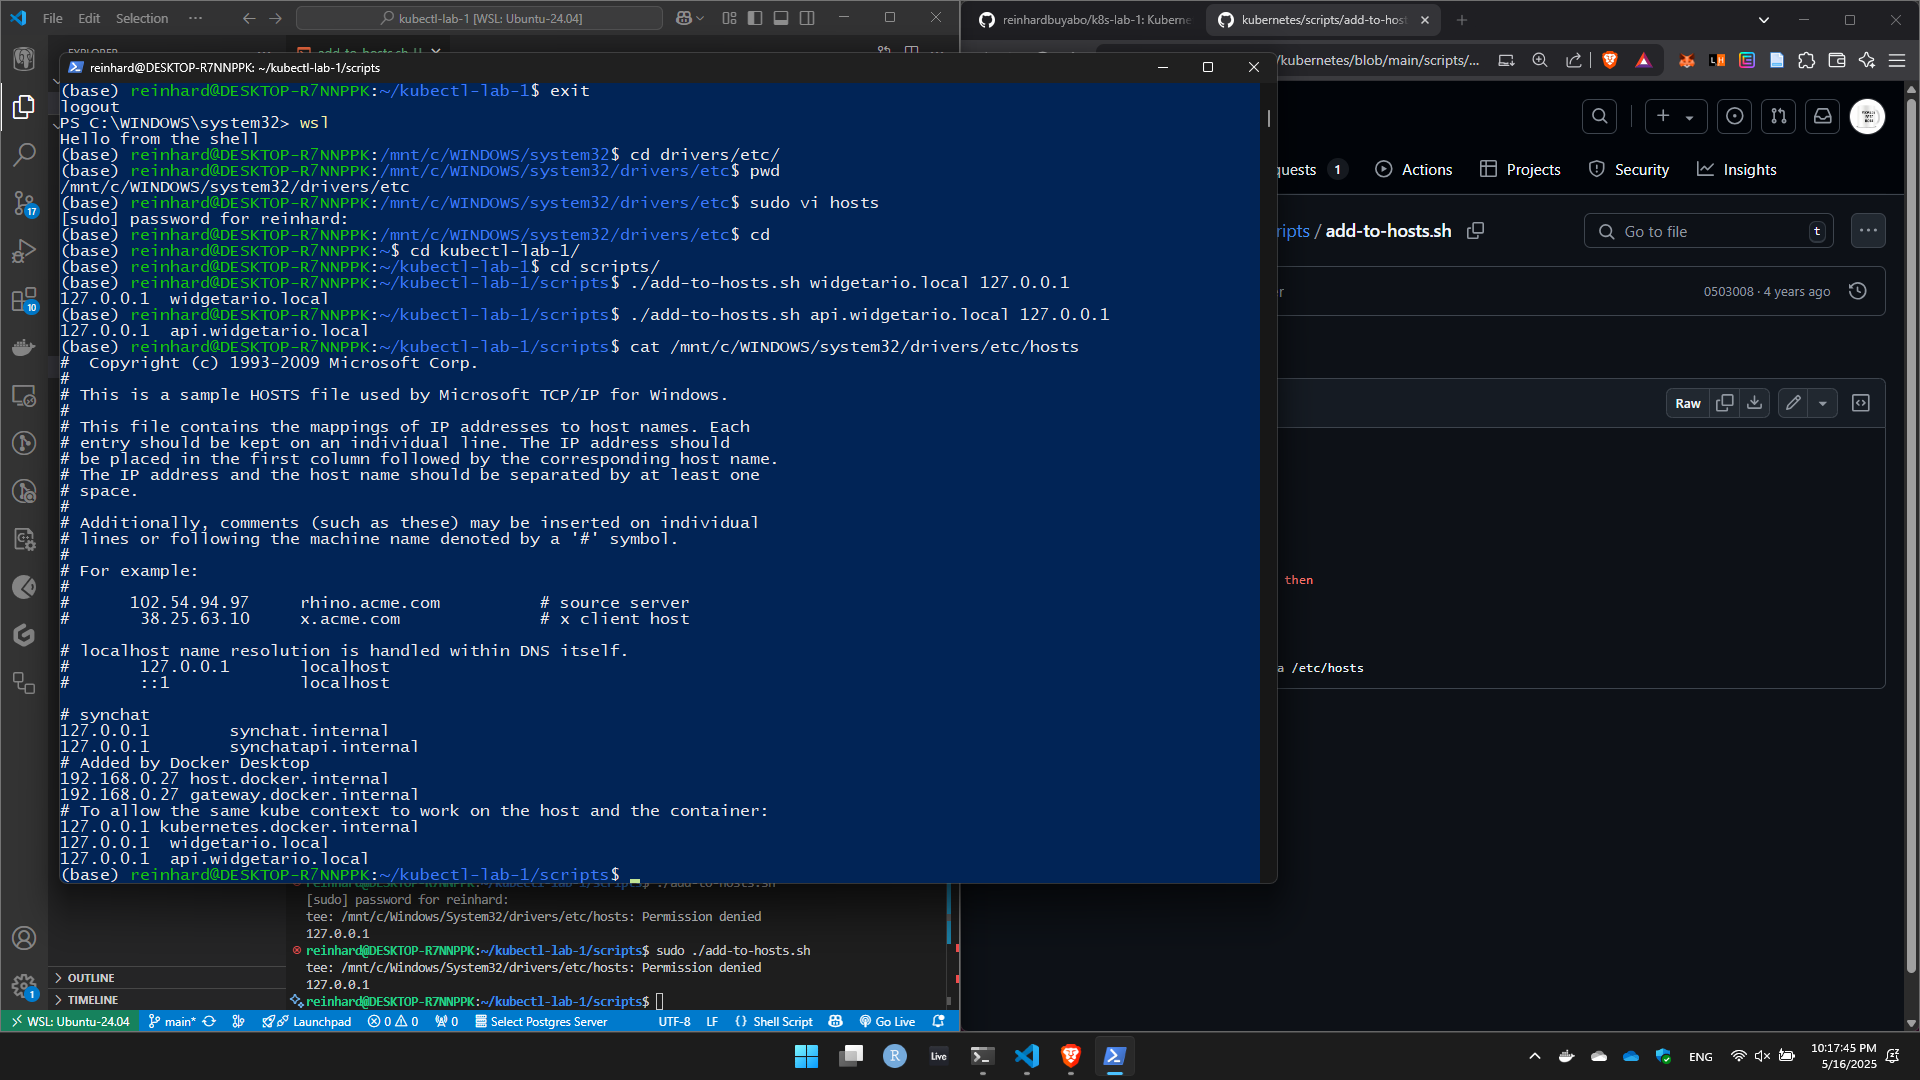 File Edit Selection ··· kubectl-lab-1 [WSL: Ubuntu-24.04]
reinhardbuyabo/k8s-lab-1: Kuberne
kubernetes/scripts/add-to-host
EXPLORER
add-to-hosts.sh U
/kubernetes/blob/main/scripts/...
reinhard@DESKTOP-R7NNPPK: ~/kubectl-lab-1/scripts
(base) reinhard@DESKTOP-R7NNPPK:~/kubectl-lab-1$ exit
logout
PS C:\WINDOWS\system32> wsl
Hello from the shell
(base) reinhard@DESKTOP-R7NNPPK:/mnt/c/WINDOWS/system32$ cd drivers/etc/
(base) reinhard@DESKTOP-R7NNPPK:/mnt/c/WINDOWS/system32/drivers/etc$ pwd
/mnt/c/WINDOWS/system32/drivers/etc
(base) reinhard@DESKTOP-R7NNPPK:/mnt/c/WINDOWS/system32/drivers/etc$ sudo vi hosts
[sudo] password for reinhard:
(base) reinhard@DESKTOP-R7NNPPK:/mnt/c/WINDOWS/system32/drivers/etc$ cd
(base) reinhard@DESKTOP-R7NNPPK:~$ cd kubectl-lab-1/
(base) reinhard@DESKTOP-R7NNPPK:~/kubectl-lab-1$ cd scripts/
(base) reinhard@DESKTOP-R7NNPPK:~/kubectl-lab-1/scripts$ ./add-to-hosts.sh widgetario.local 127.0.0.1
127.0.0.1  widgetario.local
(base) reinhard@DESKTOP-R7NNPPK:~/kubectl-lab-1/scripts$ ./add-to-hosts.sh api.widgetario.local 127.0.0.1
127.0.0.1  api.widgetario.local
(base) reinhard@DESKTOP-R7NNPPK:~/kubectl-lab-1/scripts$ cat /mnt/c/WINDOWS/system32/drivers/etc/hosts
#  Copyright (c) 1993-2009 Microsoft Corp.
#
# This is a sample HOSTS file used by Microsoft TCP/IP for Windows.
#
# This file contains the mappings of IP addresses to host names. Each
# entry should be kept on an individual line. The IP address should
# be placed in the first column followed by the corresponding host name.
# The IP address and the host name should be separated by at least one
# space.
#
# Additionally, comments (such as these) may be inserted on individual
# lines or following the machine name denoted by a '#' symbol.
#
# For example:
#
#      102.54.94.97     rhino.acme.com          # source server
#       38.25.63.10     x.acme.com              # x client host

# localhost name resolution is handled within DNS itself.
#       127.0.0.1       localhost
#       ::1             localhost

# synchat
127.0.0.1        synchat.internal
127.0.0.1        synchatapi.internal
# Added by Docker Desktop
192.168.0.27 host.docker.internal
192.168.0.27 gateway.docker.internal
# To allow the same kube context to work on the host and the container:
127.0.0.1 kubernetes.docker.internal
127.0.0.1  widgetario.local
127.0.0.1  api.widgetario.local
(base) reinhard@DESKTOP-R7NNPPK:~/kubectl-lab-1/scripts$
quests 1 Actions Projects Security Insights
ripts / add-to-hosts.sh Go to file t
er 0503008 · 4 years ago
Raw
then
a /etc/hosts
17
10
reinhard@DESKTOP-R7NNPPK:~/kubectl-lab-1/scripts$ ./add-to-hosts.sh
[sudo] password for reinhard:
tee: /mnt/c/Windows/System32/drivers/etc/hosts: Permission denied
127.0.0.1
reinhard@DESKTOP-R7NNPPK:~/kubectl-lab-1/scripts$ sudo ./add-to-hosts.sh
tee: /mnt/c/Windows/System32/drivers/etc/hosts: Permission denied
127.0.0.1
reinhard@DESKTOP-R7NNPPK:~/kubectl-lab-1/scripts$
OUTLINE
TIMELINE
1
WSL: Ubuntu-24.04 main* Launchpad 0 0 0 Select Postgres Server UTF-8 LF {} Shell Script Go Live
R Live ENG 10:17:45 PM
5/16/2025